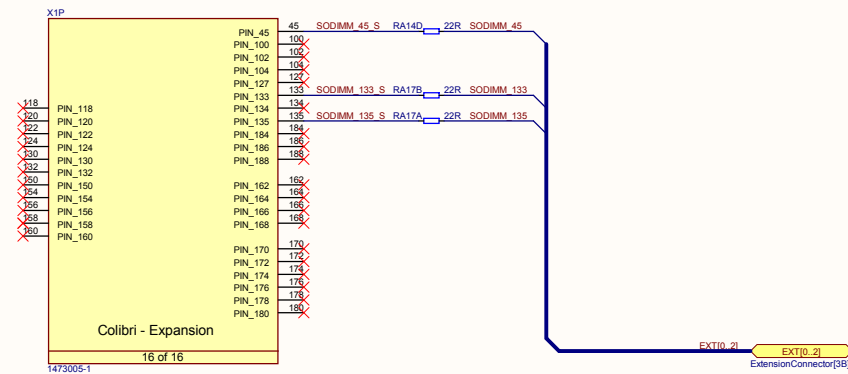 X1P
PIN_45 45 SODIMM_45_S RA14D 22R SODIMM_45
PIN_100 100
PIN_102 102
PIN_104 104
PIN_127 127
PIN_133 133 SODIMM_133_S RA17B 22R SODIMM_133
118 PIN_118 PIN_134 134
120 PIN_120 PIN_135 135 SODIMM_135_S RA17A 22R SODIMM_135
122 PIN_122 PIN_184 184
124 PIN_124 PIN_186 186
130 PIN_130 PIN_188 188
132 PIN_132
150 PIN_150 PIN_162 162
154 PIN_154 PIN_164 164
156 PIN_156 PIN_166 166
158 PIN_158 PIN_168 168
160 PIN_160
PIN_170 170
PIN_172 172
PIN_174 174
PIN_176 176
PIN_178 178
PIN_180 180
Colibri - Expansion
16 of 16
1473005-1
EXT[0..2]
EXT[0..2]
ExtensionConnector[3B]